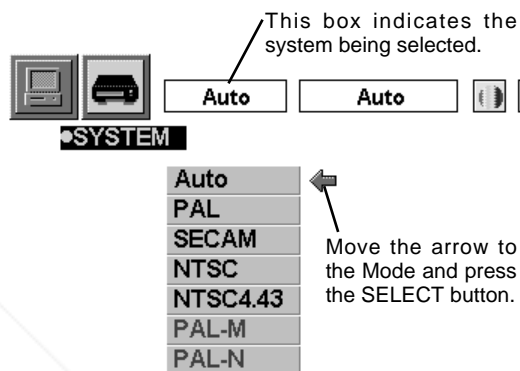 This box indicates the
system being selected.
Auto Auto
●SYSTEM
Auto
PAL
SECAM
NTSC
NTSC4.43
PAL-M
PAL-N
Move the arrow to
the Mode and press
the SELECT button.